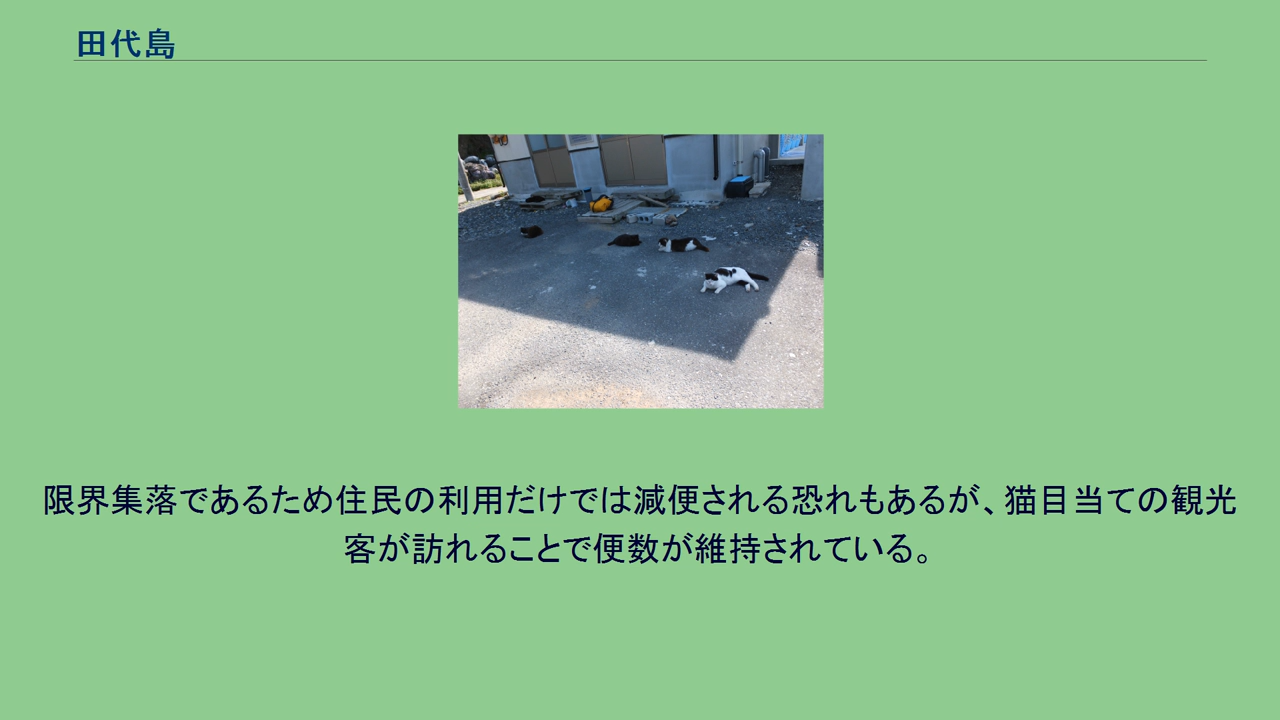 田代島
限界集落であるため住民の利用だけでは減便される恐れもあるが、猫目当ての観光
客が訪れることで便数が維持されている。